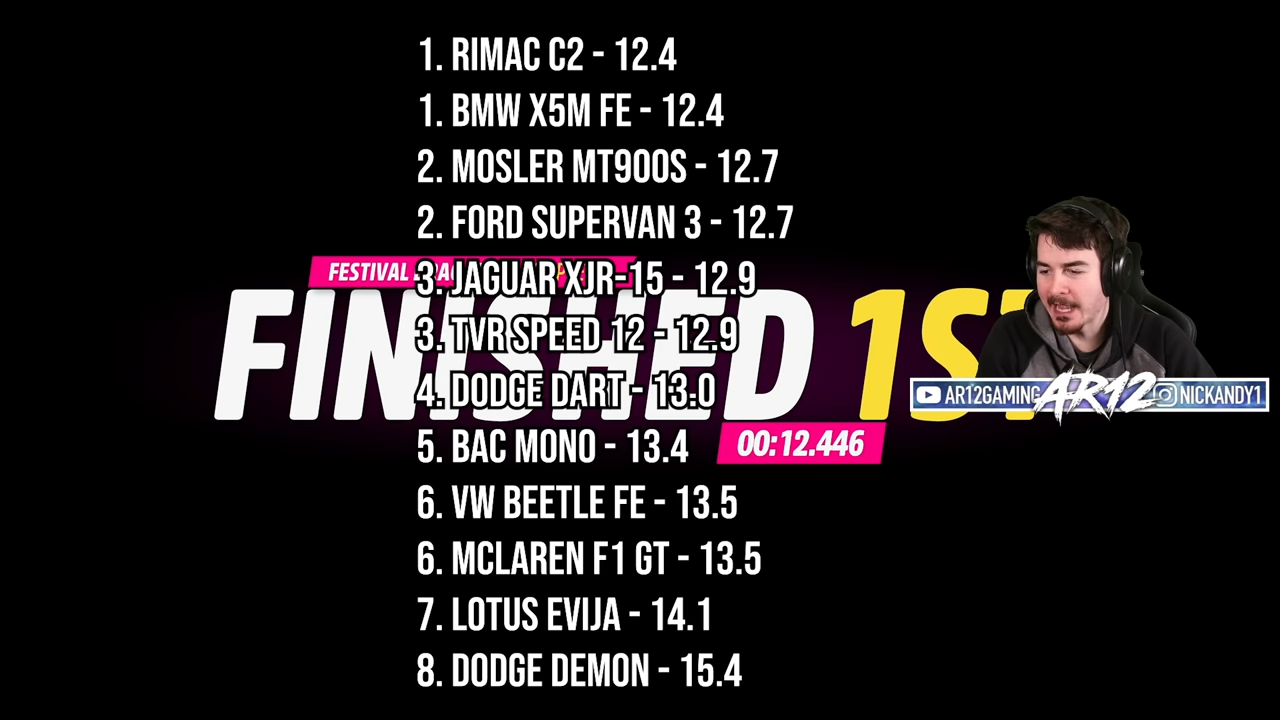 1. RIMAC C2 - 12.4
1. BMW X5M FE - 12.4
2. MOSLER MT900S - 12.7
2. FORD SUPERVAN 3 - 12.7
FESTIVAL
3. JAGUAR XJR-15 - 12.9
FINISHED 1ST
3. TVR SPEED 12 - 12.9
4. DODGE DART - 13.0
AR12GAMING AR12 NICKANDY1
5. BAC MONO - 13.4
00:12.446
6. VW BEETLE FE - 13.5
6. MCLAREN F1 GT - 13.5
7. LOTUS EVIJA - 14.1
8. DODGE DEMON - 15.4